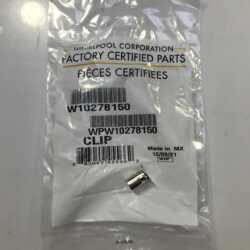 WHIRLPOOL CORPORATION
FACTORY CERTIFIED PARTS
PIÈCES CERTIFIÉES
W10278150
WPW10278150
CLIP
Made in MX